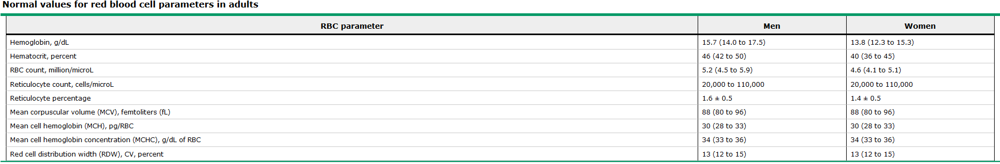 Normal values for red blood cell parameters in adults
RBC parameter Men Women
Hemoglobin, g/dL 15.7 (14.0 to 17.5) 13.8 (12.3 to 15.3)
Hematocrit, percent 46 (42 to 50) 40 (36 to 45)
RBC count, million/microL 5.2 (4.5 to 5.9) 4.6 (4.1 to 5.1)
Reticulocyte count, cells/microL 20,000 to 110,000 20,000 to 110,000
Reticulocyte percentage 1.6 ± 0.5 1.4 ± 0.5
Mean corpuscular volume (MCV), femtoliters (fL) 88 (80 to 96) 88 (80 to 96)
Mean cell hemoglobin (MCH), pg/RBC 30 (28 to 33) 30 (28 to 33)
Mean cell hemoglobin concentration (MCHC), g/dL of RBC 34 (33 to 36) 34 (33 to 36)
Red cell distribution width (RDW), CV, percent 13 (12 to 15) 13 (12 to 15)